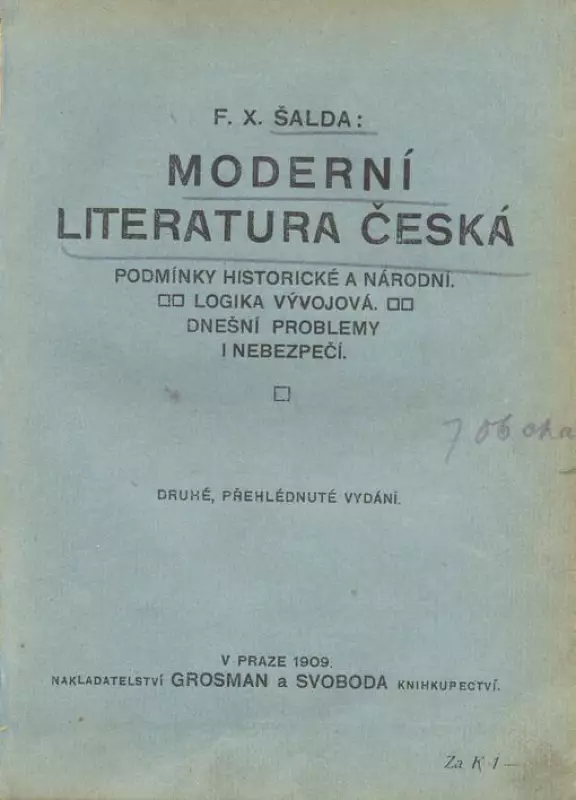 F. X. ŠALDA:
MODERNÍ
LITERATURA ČESKÁ
PODMÍNKY HISTORICKÉ A NÁRODNÍ.
□□ LOGIKA VÝVOJOVÁ. □□
DNEŠNÍ PROBLEMY
I NEBEZPEČÍ.
□
DRUHÉ, PŘEHLÉDNUTÉ VYDÁNÍ.
V PRAZE 1909.
NAKLADATELSTVÍ GROSMAN a SVOBODA KNIHKUPECTVÍ.
Za K 1 —